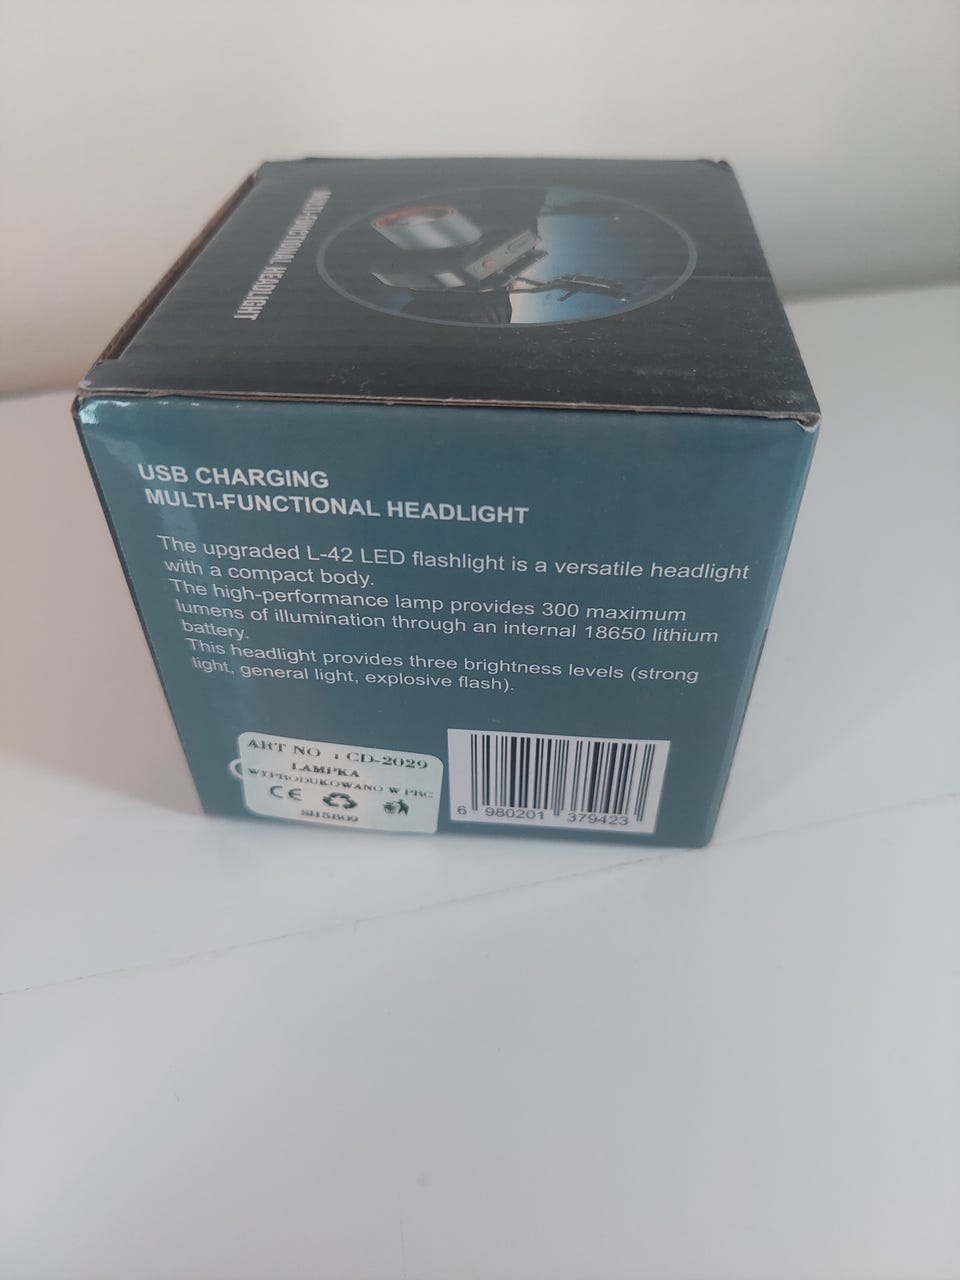 MULTI-FUNCTIONAL HEADLIGHT
USB CHARGING
MULTI-FUNCTIONAL HEADLIGHT
The upgraded L-42 LED flashlight is a versatile headlight
with a compact body.
The high-performance lamp provides 300 maximum
lumens of illumination through an internal 18650 lithium
battery.
This headlight provides three brightness levels (strong
light, general light, explosive flash).
ART NO : CD-2029
LAMPKA
WYPRODUKOWANO W PRC
CE
SH5809
6 980201 379423